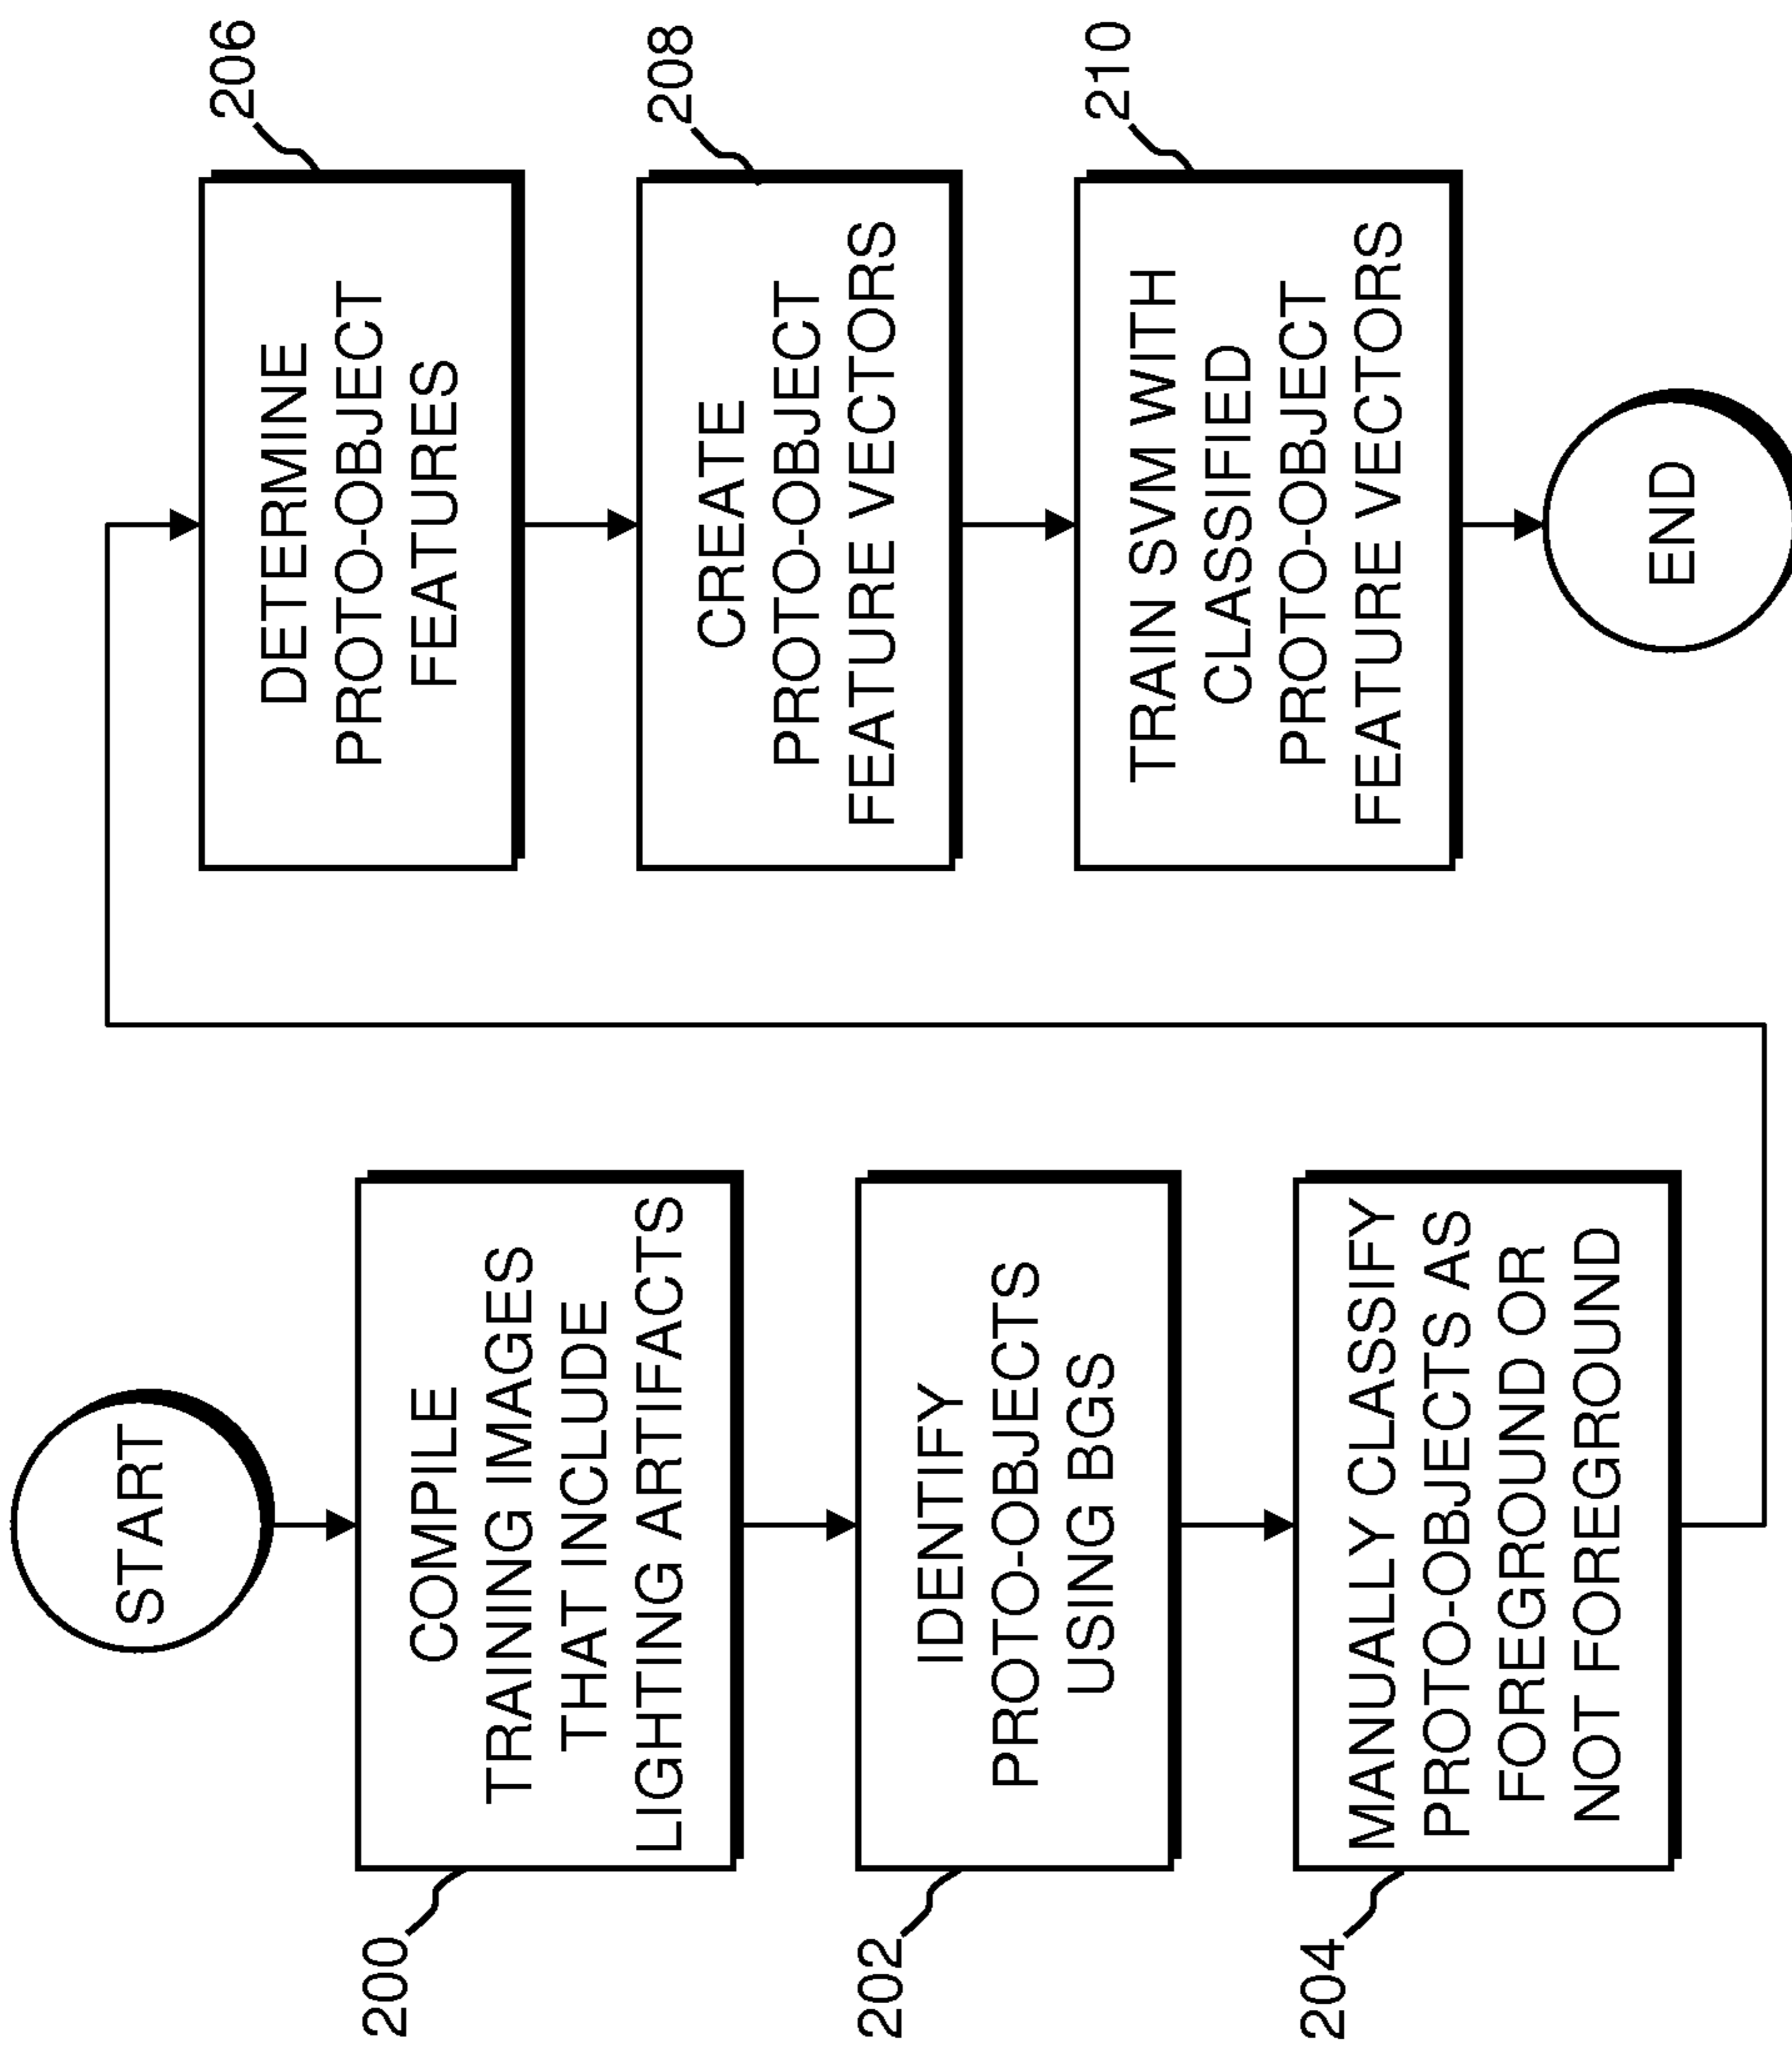 START
200
COMPILE
TRAINING IMAGES
THAT INCLUDE
LIGHTING ARTIFACTS
202
IDENTIFY
PROTO-OBJECTS
USING BGS
204
MANUALLY CLASSIFY
PROTO-OBJECTS AS
FOREGROUND OR
NOT FOREGROUND
206
DETERMINE
PROTO-OBJECT
FEATURES
208
CREATE
PROTO-OBJECT
FEATURE VECTORS
210
TRAIN SVM WITH
CLASSIFIED
PROTO-OBJECT
FEATURE VECTORS
END